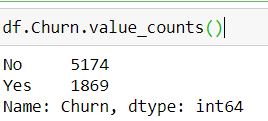 df.Churn.value_counts()
No     5174
Yes    1869
Name: Churn, dtype: int64